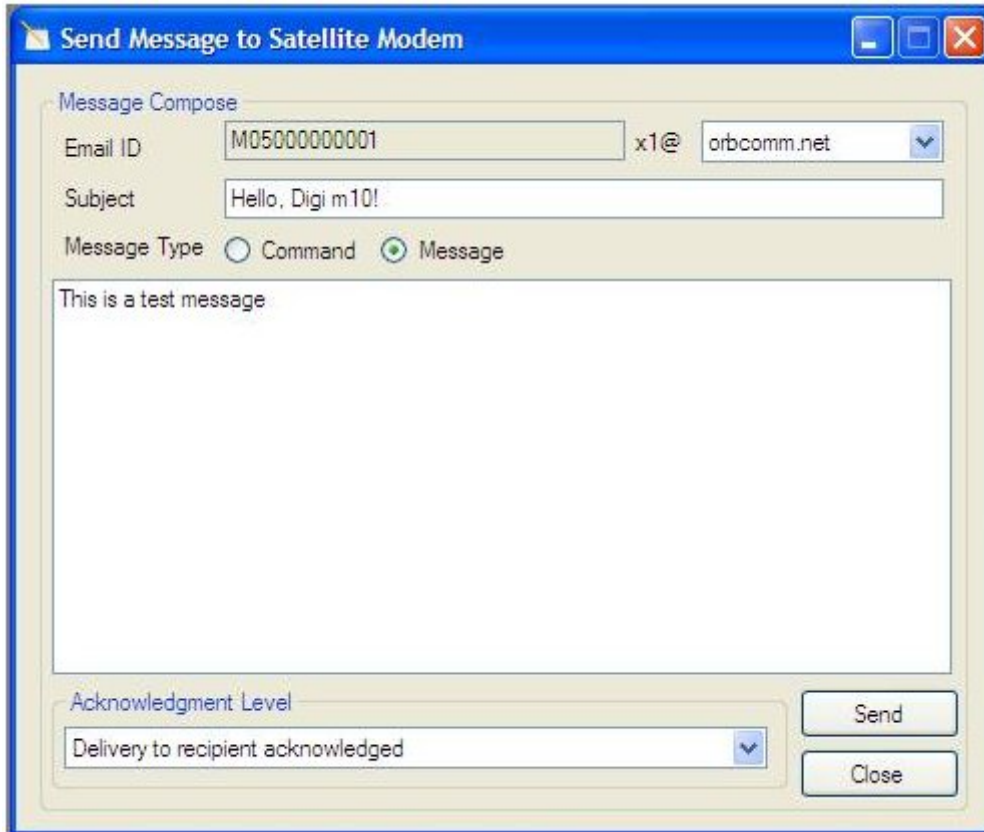 Send Message to Satellite Modem
Message Compose
Email ID M05000000001 x1@ orbcomm.net
Subject Hello, Digi m10!
Message Type Command Message
This is a test message
Acknowledgment Level
Delivery to recipient acknowledged
Send
Close